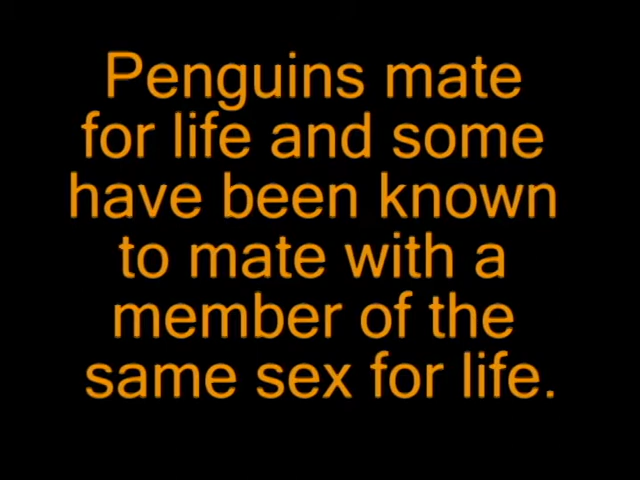 Penguins mate
for life and some
have been known
to mate with a
member of the
same sex for life.